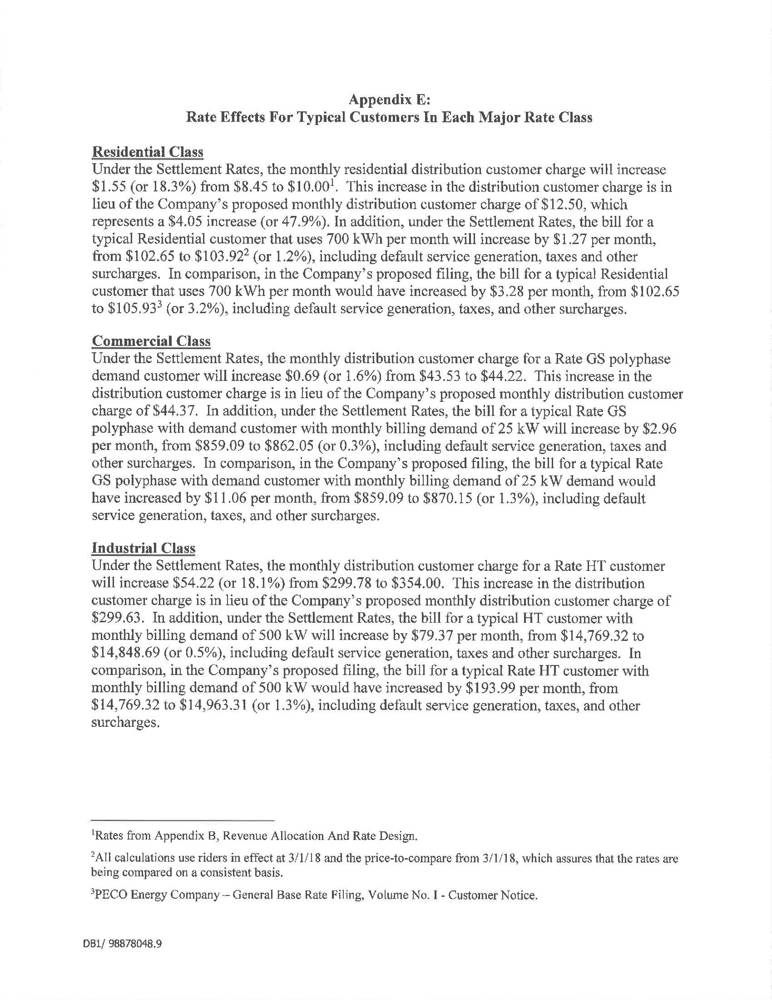 Appendix E:
Rate Effects For Typical Customers In Each Major Rate Class
Residential Class
Under the Settlement Rates, the monthly residential distribution customer charge will increase
$1.55 (or 18.3%) from $8.45 to $10.00¹. This increase in the distribution customer charge is in
lieu of the Company's proposed monthly distribution customer charge of $12.50, which
represents a $4.05 increase (or 47.9%). In addition, under the Settlement Rates, the bill for a
typical Residential customer that uses 700 kWh per month will increase by $1.27 per month,
from $102.65 to $103.92² (or 1.2%), including default service generation, taxes and other
surcharges. In comparison, in the Company's proposed filing, the bill for a typical Residential
customer that uses 700 kWh per month would have increased by $3.28 per month, from $102.65
to $105.93³ (or 3.2%), including default service generation, taxes, and other surcharges.
Commercial Class
Under the Settlement Rates, the monthly distribution customer charge for a Rate GS polyphase
demand customer will increase $0.69 (or 1.6%) from $43.53 to $44.22. This increase in the
distribution customer charge is in lieu of the Company's proposed monthly distribution customer
charge of $44.37. In addition, under the Settlement Rates, the bill for a typical Rate GS
polyphase with demand customer with monthly billing demand of 25 kW will increase by $2.96
per month, from $859.09 to $862.05 (or 0.3%), including default service generation, taxes and
other surcharges. In comparison, in the Company's proposed filing, the bill for a typical Rate
GS polyphase with demand customer with monthly billing demand of 25 kW demand would
have increased by $11.06 per month, from $859.09 to $870.15 (or 1.3%), including default
service generation, taxes, and other surcharges.
Industrial Class
Under the Settlement Rates, the monthly distribution customer charge for a Rate HT customer
will increase $54.22 (or 18.1%) from $299.78 to $354.00. This increase in the distribution
customer charge is in lieu of the Company's proposed monthly distribution customer charge of
$299.63. In addition, under the Settlement Rates, the bill for a typical HT customer with
monthly billing demand of 500 kW will increase by $79.37 per month, from $14,769.32 to
$14,848.69 (or 0.5%), including default service generation, taxes and other surcharges. In
comparison, in the Company's proposed filing, the bill for a typical Rate HT customer with
monthly billing demand of 500 kW would have increased by $193.99 per month, from
$14,769.32 to $14,963.31 (or 1.3%), including default service generation, taxes, and other
surcharges.
¹Rates from Appendix B, Revenue Allocation And Rate Design.
²All calculations use riders in effect at 3/1/18 and the price-to-compare from 3/1/18, which assures that the rates are
being compared on a consistent basis.
³PECO Energy Company – General Base Rate Filing, Volume No. I - Customer Notice.
DB1/ 98878048.9